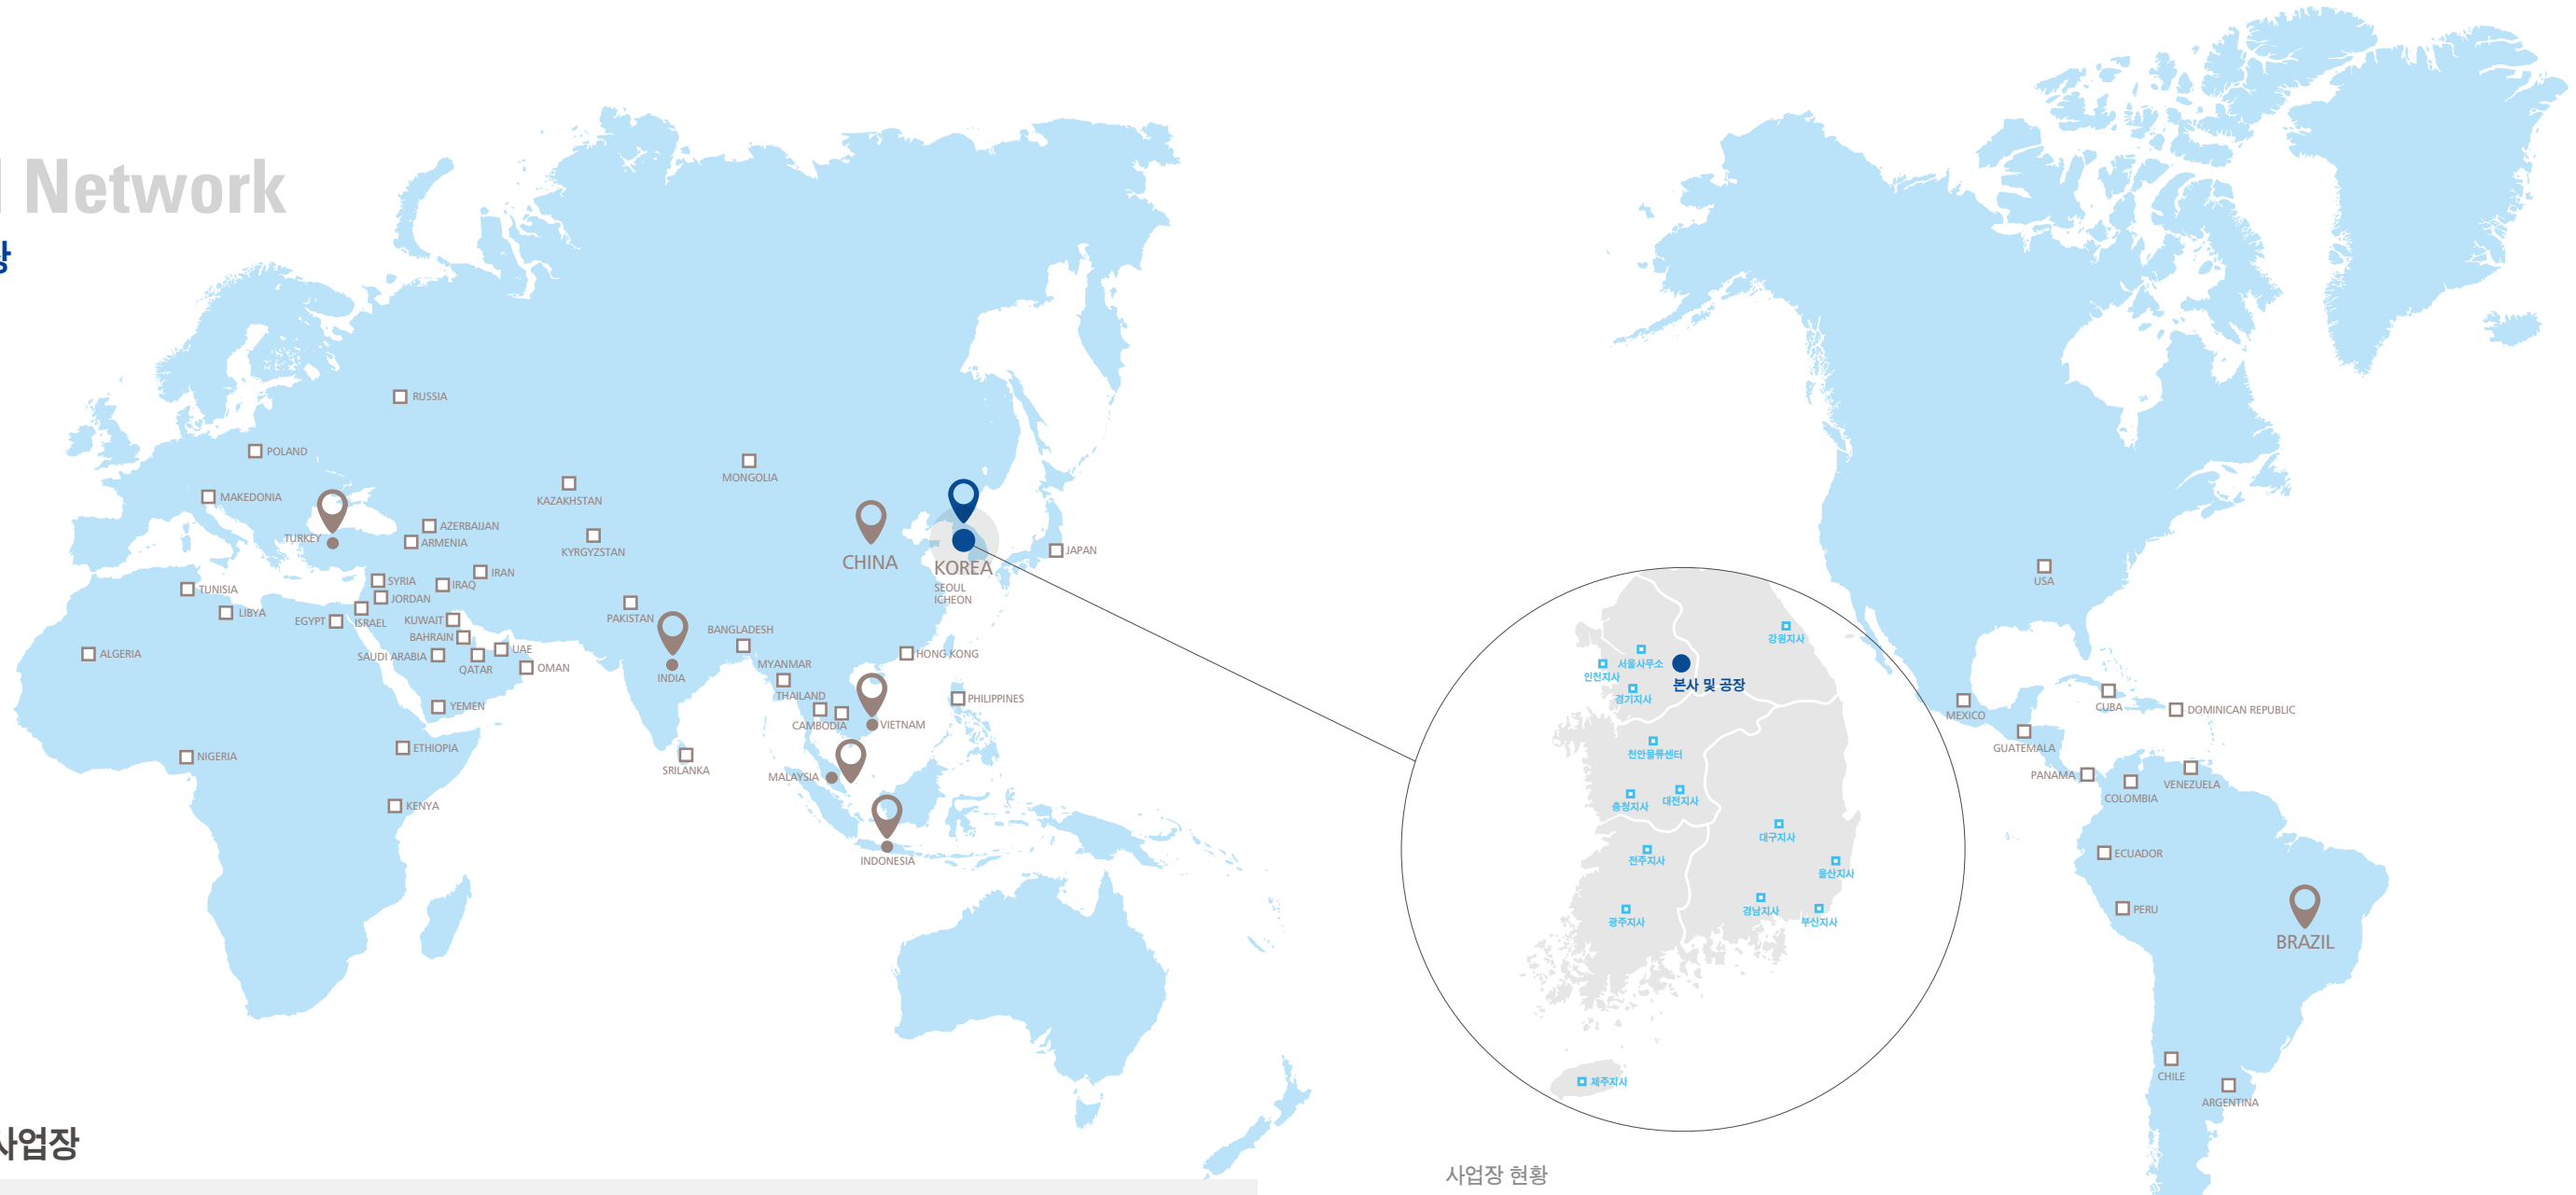 Network
RUSSIA
POLAND
MAKEDONIA
TURKEY
AZERBAIJAN
ARMENIA
KAZAKHSTAN
KYRGYZSTAN
MONGOLIA
CHINA
KOREA
SEOUL
ICHEON
JAPAN
TUNISIA
LIBYA
ALGERIA
EGYPT
ISRAEL
SYRIA
JORDAN
IRAQ
IRAN
KUWAIT
BAHRAIN
SAUDI ARABIA
QATAR
UAE
OMAN
YEMEN
ETHIOPIA
NIGERIA
KENYA
PAKISTAN
INDIA
BANGLADESH
MYANMAR
THAILAND
CAMBODIA
VIETNAM
HONG KONG
PHILIPPINES
SRILANKA
MALAYSIA
INDONESIA
강원지사
서울사무소
인천지사
본사 및 공장
경기지사
천안물류센터
충청지사
대전지사
대구지사
전주지사
울산지사
경남지사
부산지사
광주지사
제주지사
USA
MEXICO
CUBA
DOMINICAN REPUBLIC
GUATEMALA
PANAMA
COLOMBIA
VENEZUELA
ECUADOR
PERU
BRAZIL
CHILE
ARGENTINA
사업장
사업장 현황